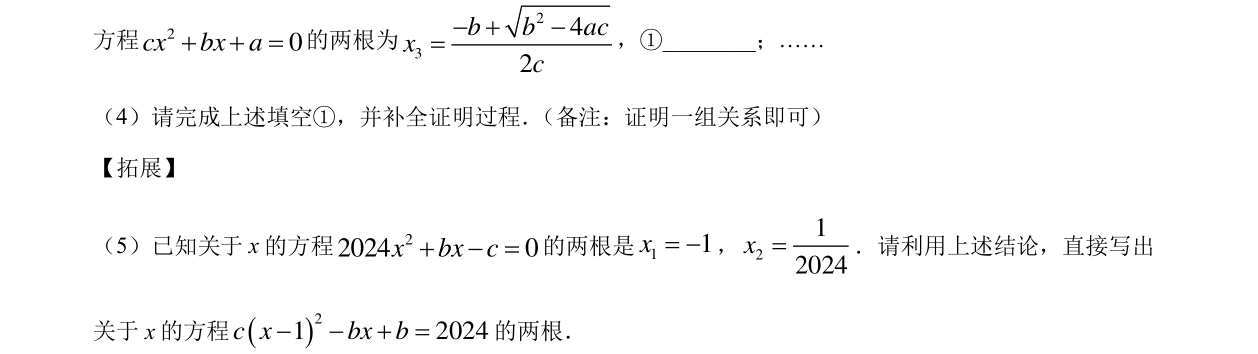 方程cx²+bx+a=0的两根为x₃=(-b+√(b²-4ac))/(2c)，①________；……
（4）请完成上述填空①，并补全证明过程．（备注：证明一组关系即可）
【拓展】
（5）已知关于x的方程2024x²+bx-c=0的两根是x₁=-1，x₂=1/2024．请利用上述结论，直接写出
关于x的方程c(x-1)²-bx+b=2024的两根．